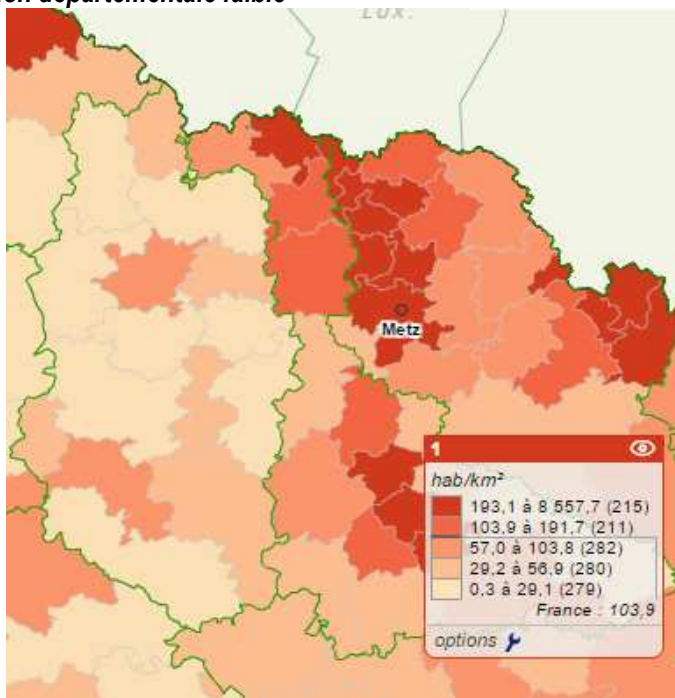 départementale faible
LUX.
Metz
1
hab/km²
193,1 à 8 557,7 (215)
103,9 à 191,7 (211)
57,0 à 103,8 (282)
29,2 à 56,9 (280)
0,3 à 29,1 (279)
France : 103,9
options